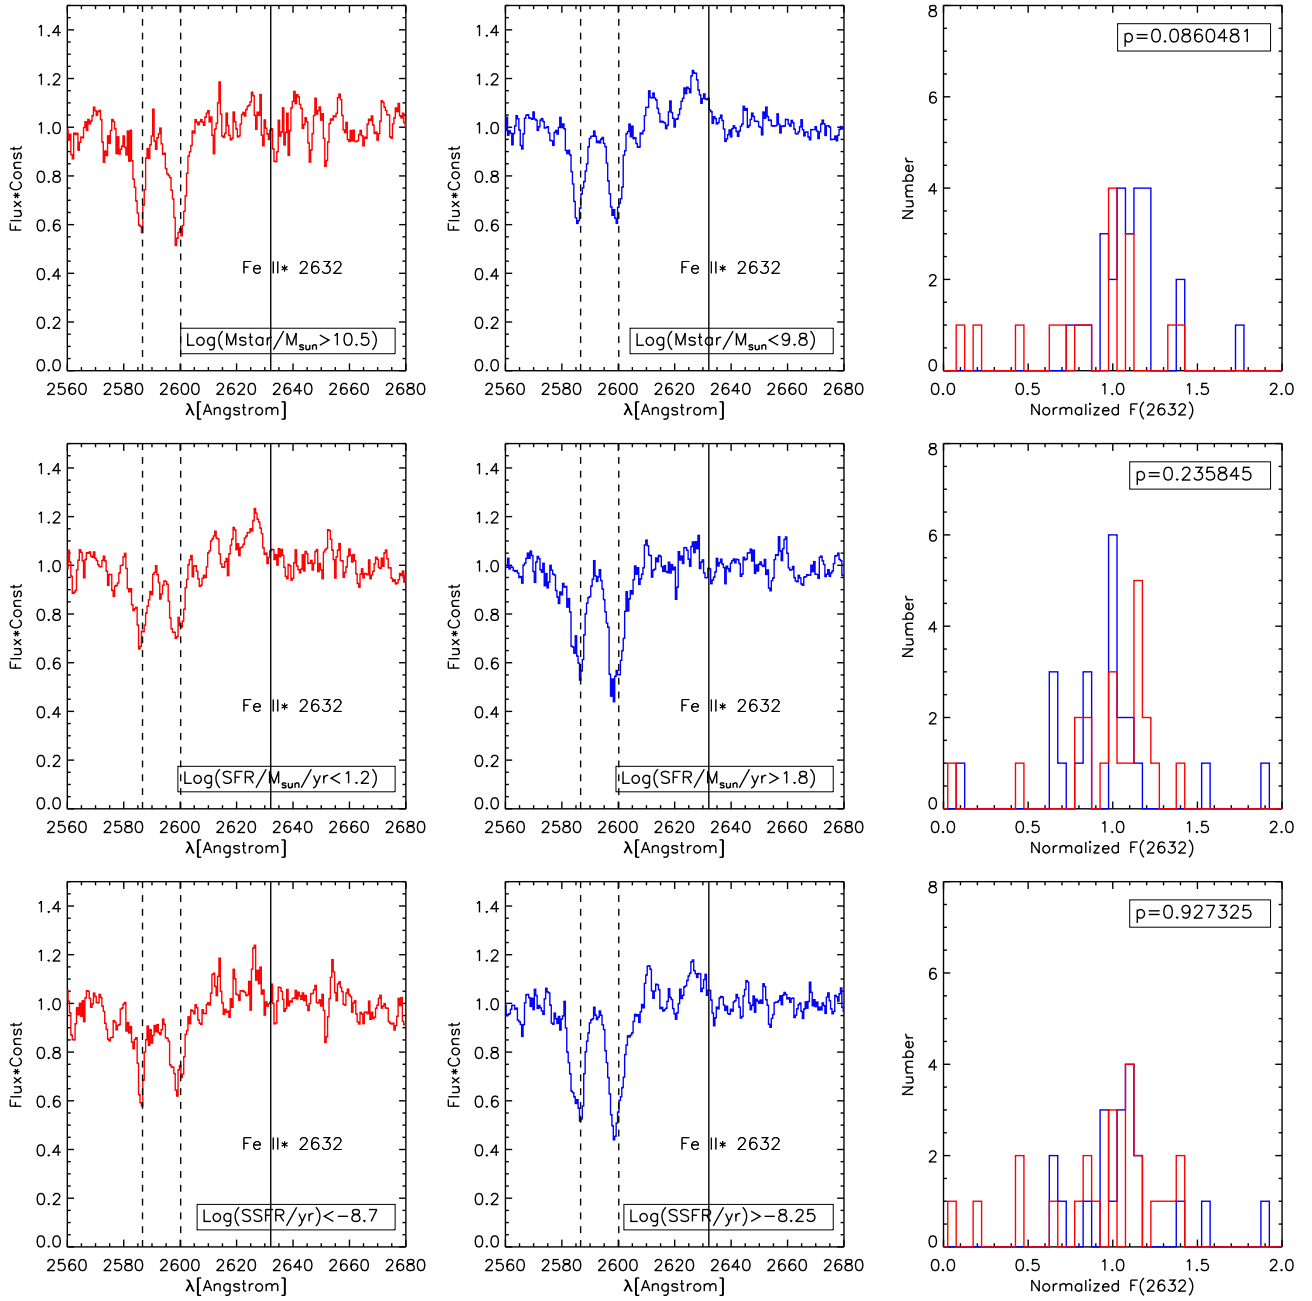 1.4
1.2
1.0
0.8
0.6
0.4
0.2
0.0
Flux*Const
Fe II* 2632
Log(Mstar/Msun>10.5)
2560 2580 2600 2620 2640 2660 2680
λ[Angstrom]
1.4
1.2
1.0
0.8
0.6
0.4
0.2
0.0
Flux*Const
Fe II* 2632
Log(Mstar/Msun<9.8)
2560 2580 2600 2620 2640 2660 2680
λ[Angstrom]
8
6
4
2
0
Number
p=0.0860481
0.0 0.5 1.0 1.5 2.0
Normalized F(2632)
1.4
1.2
1.0
0.8
0.6
0.4
0.2
0.0
Flux*Const
Fe II* 2632
Log(SFR/Msun/yr<1.2)
2560 2580 2600 2620 2640 2660 2680
λ[Angstrom]
1.4
1.2
1.0
0.8
0.6
0.4
0.2
0.0
Flux*Const
Fe II* 2632
Log(SFR/Msun/yr>1.8)
2560 2580 2600 2620 2640 2660 2680
λ[Angstrom]
8
6
4
2
0
Number
p=0.235845
0.0 0.5 1.0 1.5 2.0
Normalized F(2632)
1.4
1.2
1.0
0.8
0.6
0.4
0.2
0.0
Flux*Const
Fe II* 2632
Log(SSFR/yr)<−8.7
2560 2580 2600 2620 2640 2660 2680
λ[Angstrom]
1.4
1.2
1.0
0.8
0.6
0.4
0.2
0.0
Flux*Const
Fe II* 2632
Log(SSFR/yr)>−8.25
2560 2580 2600 2620 2640 2660 2680
λ[Angstrom]
8
6
4
2
0
Number
p=0.927325
0.0 0.5 1.0 1.5 2.0
Normalized F(2632)